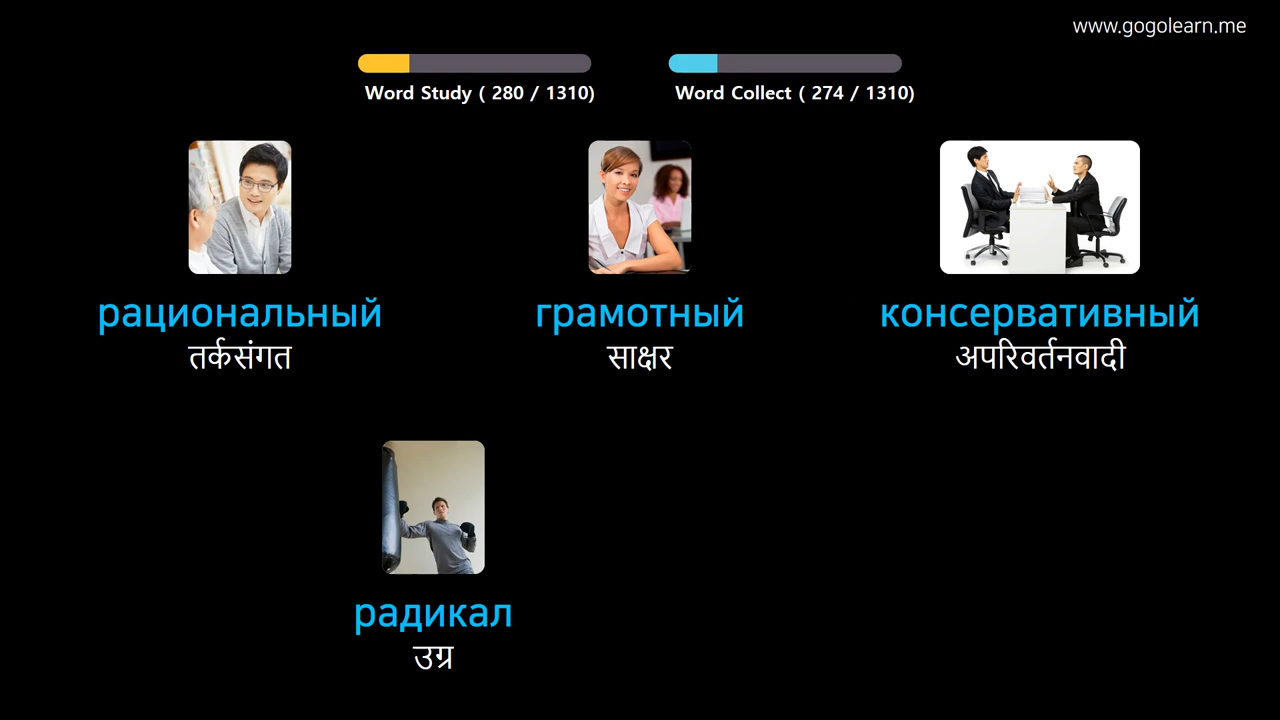 www.gogolearn.me
Word Study ( 280 / 1310)
Word Collect ( 274 / 1310)
рациональный
तर्कसंगत
грамотный
साक्षर
консервативный
अपरिवर्तनवादी
радикал
उग्र